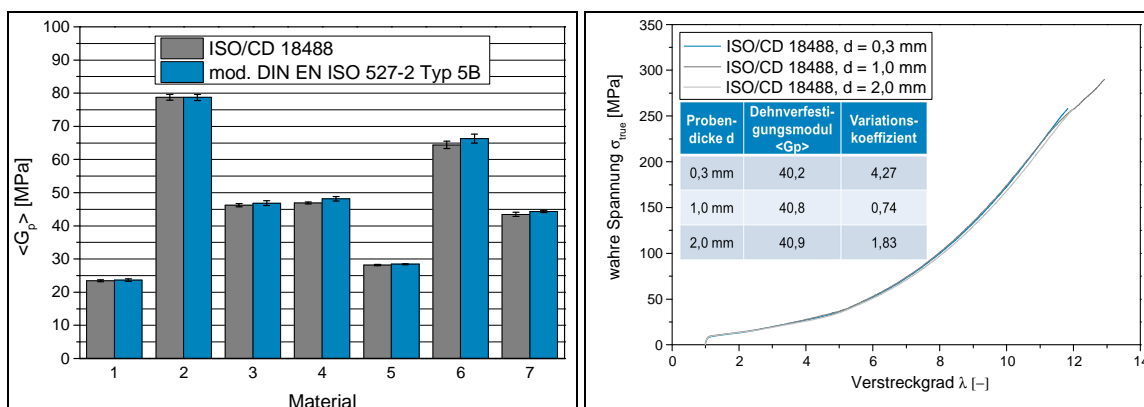 100
90
80
70
60
50
40
30
20
10
0
<G_p> [MPa]
ISO/CD 18488
mod. DIN EN ISO 527-2 Typ 5B
1 2 3 4 5 6 7
Material
350
300
250
200
150
100
50
0
wahre Spannung σ_true [MPa]
ISO/CD 18488, d = 0,3 mm
ISO/CD 18488, d = 1,0 mm
ISO/CD 18488, d = 2,0 mm
Proben- Dehnverfesti- Variations-
dicke d gungsmodul koeffizient
<Gp>
0,3 mm 40,2 4,27
1,0 mm 40,8 0,74
2,0 mm 40,9 1,83
0 2 4 6 8 10 12 14
Verstreckgrad λ [–]